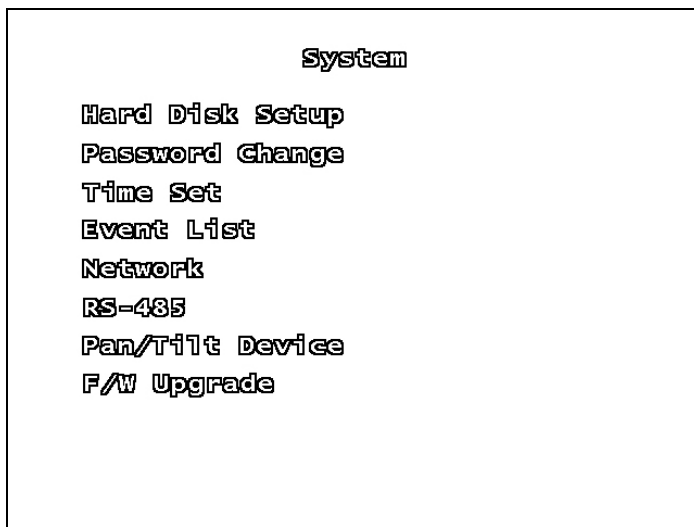 System
Hard Disk Setup
Password Change
Time Set
Event List
Network
RS-485
Pan/Tilt Device
F/W Upgrade